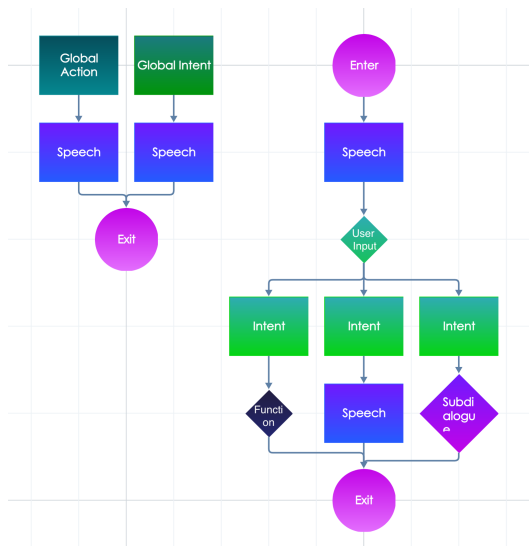 Global
Action
Global Intent
Enter
Speech
Speech
Speech
Exit
User
Input
Intent
Intent
Intent
Functi
on
Speech
Subdi
alogu
e
Exit